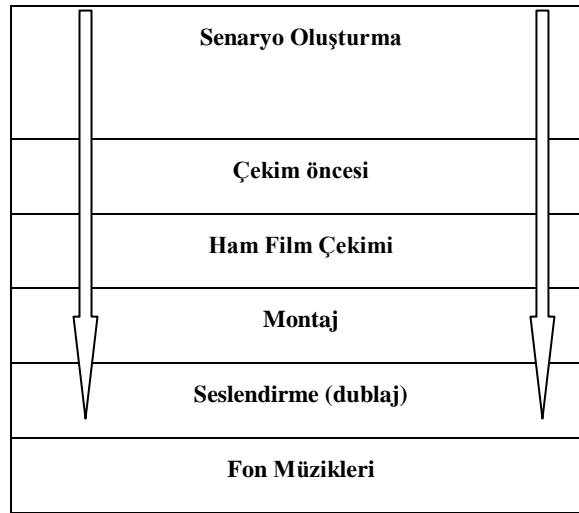 Senaryo Oluşturma
Çekim öncesi
Ham Film Çekimi
Montaj
Seslendirme (dublaj)
Fon Müzikleri